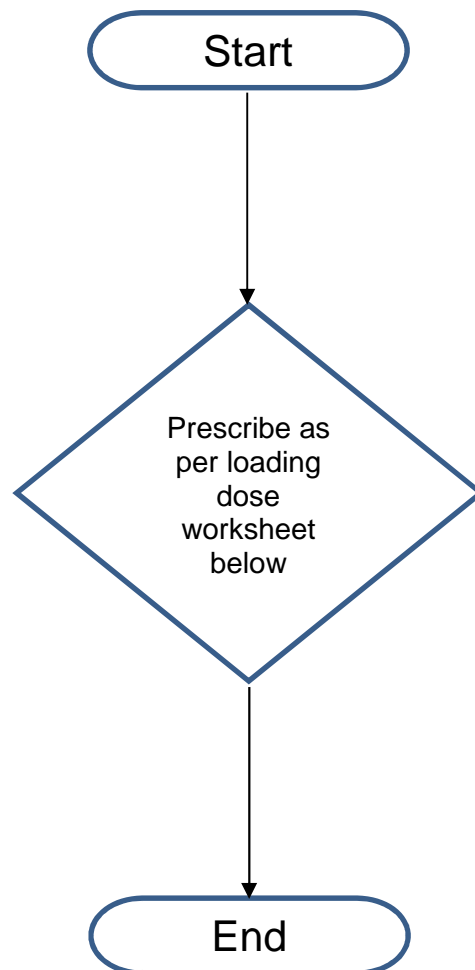 Start
Prescribe as
per loading
dose
worksheet
below
End